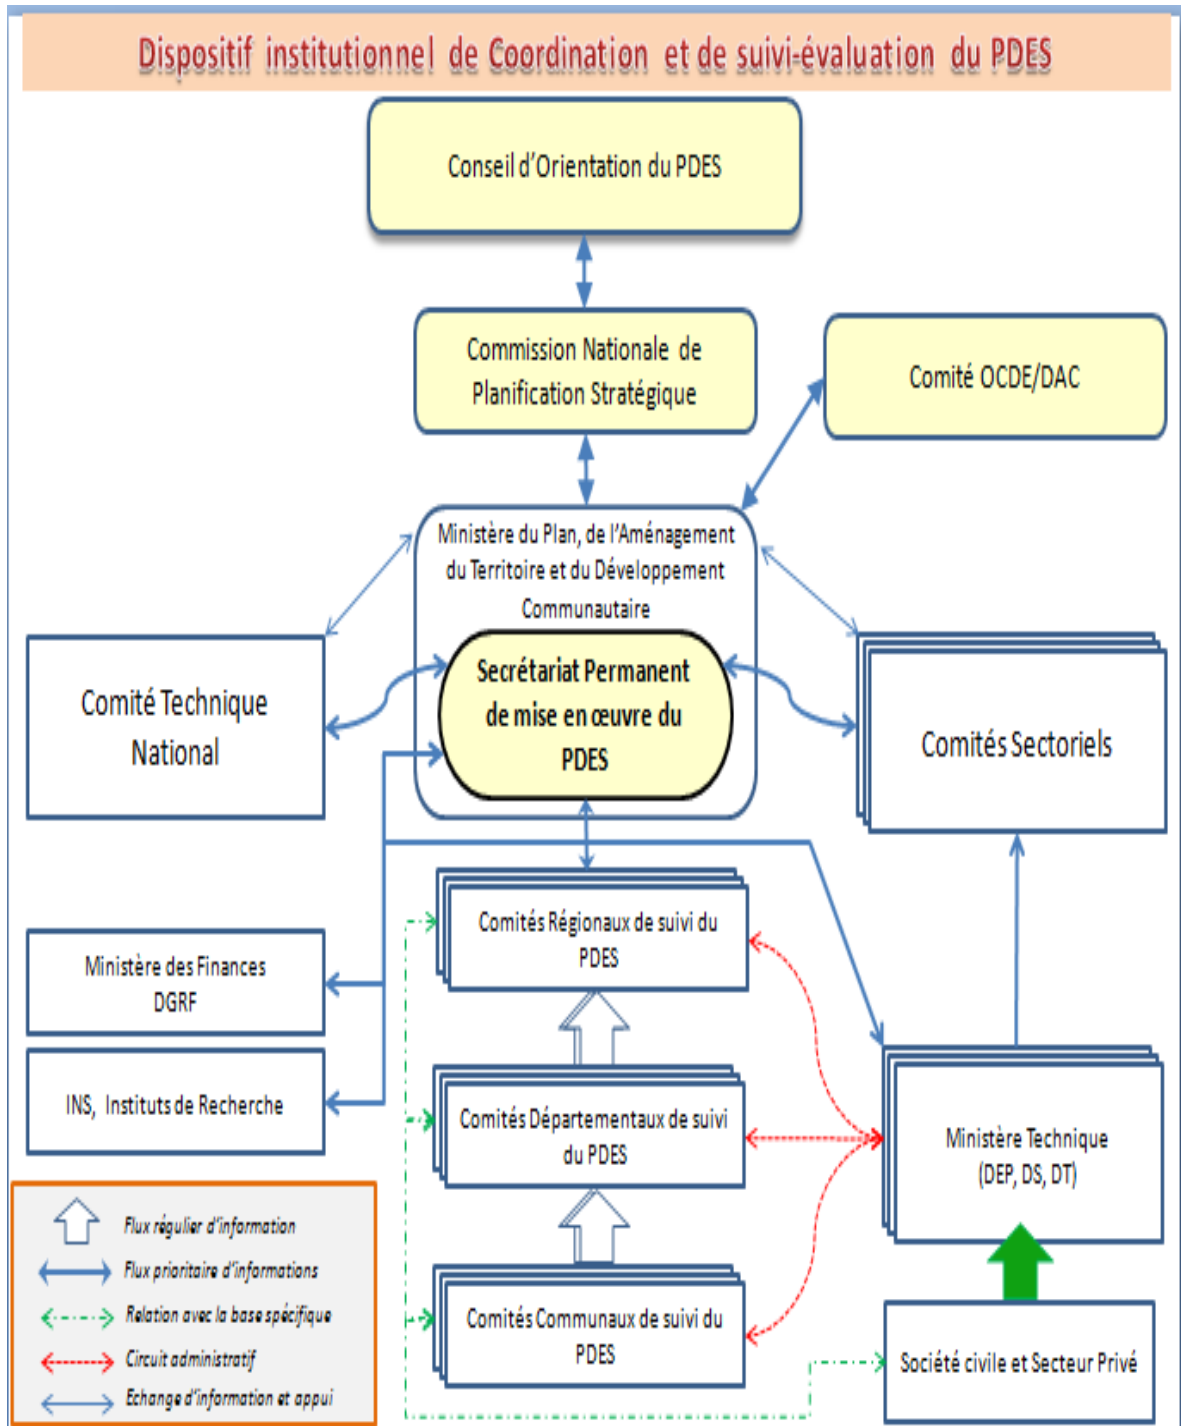 Dispositif institutionnel de Coordination et de suivi-évaluation du PDES
Conseil d'Orientation du PDES
Commission Nationale de
Planification Stratégique
Comité OCDE/DAC
Ministère du Plan, de l'Aménagement
du Territoire et du Développement
Communautaire
Secrétariat Permanent
de mise en œuvre du
PDES
Comité Technique
National
Comités Sectoriels
Comités Régionaux de suivi du
PDES
Ministère des Finances
DGRF
INS, Instituts de Recherche
Comités Départementaux de suivi
du PDES
Ministère Technique
(DEP, DS, DT)
Comités Communaux de suivi du
PDES
Société civile et Secteur Privé
Flux régulier d'information
Flux prioritaire d'informations
Relation avec la base spécifique
Circuit administratif
Echange d'information et appui